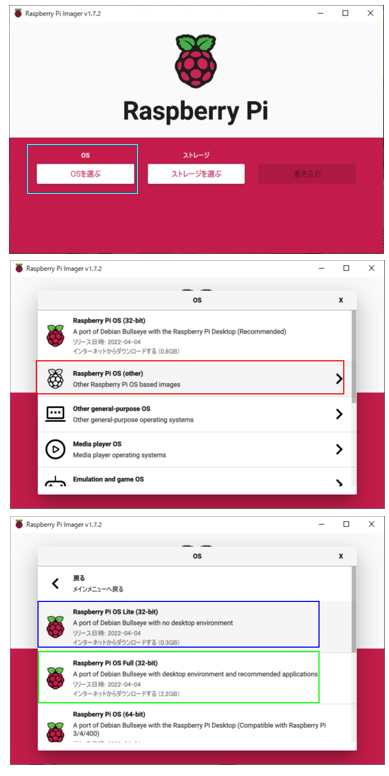 Raspberry Pi Imager v1.7.2
Raspberry Pi
OS
ストレージ
OSを選ぶ
ストレージを選ぶ
書き込む
Raspberry Pi Imager v1.7.2
OS
X
Raspberry Pi OS (32-bit)
A port of Debian Bullseye with the Raspberry Pi Desktop (Recommended)
リリース日時: 2022-04-04
インターネットからダウンロードする (0.8GB)
Raspberry Pi OS (other)
Other Raspberry Pi OS based images
Other general-purpose OS
Other general-purpose operating systems
Media player OS
Media player operating systems
Emulation and game OS
Raspberry Pi Imager v1.7.2
OS
X
戻る
メインメニューへ戻る
Raspberry Pi OS Lite (32-bit)
A port of Debian Bullseye with no desktop environment
リリース日時: 2022-04-04
インターネットからダウンロードする (0.3GB)
Raspberry Pi OS Full (32-bit)
A port of Debian Bullseye with desktop environment and recommended applications
リリース日時: 2022-04-04
インターネットからダウンロードする (2.2GB)
Raspberry Pi OS (64-bit)
A port of Debian Bullseye with the Raspberry Pi Desktop (Compatible with Raspberry Pi
3/4/400)